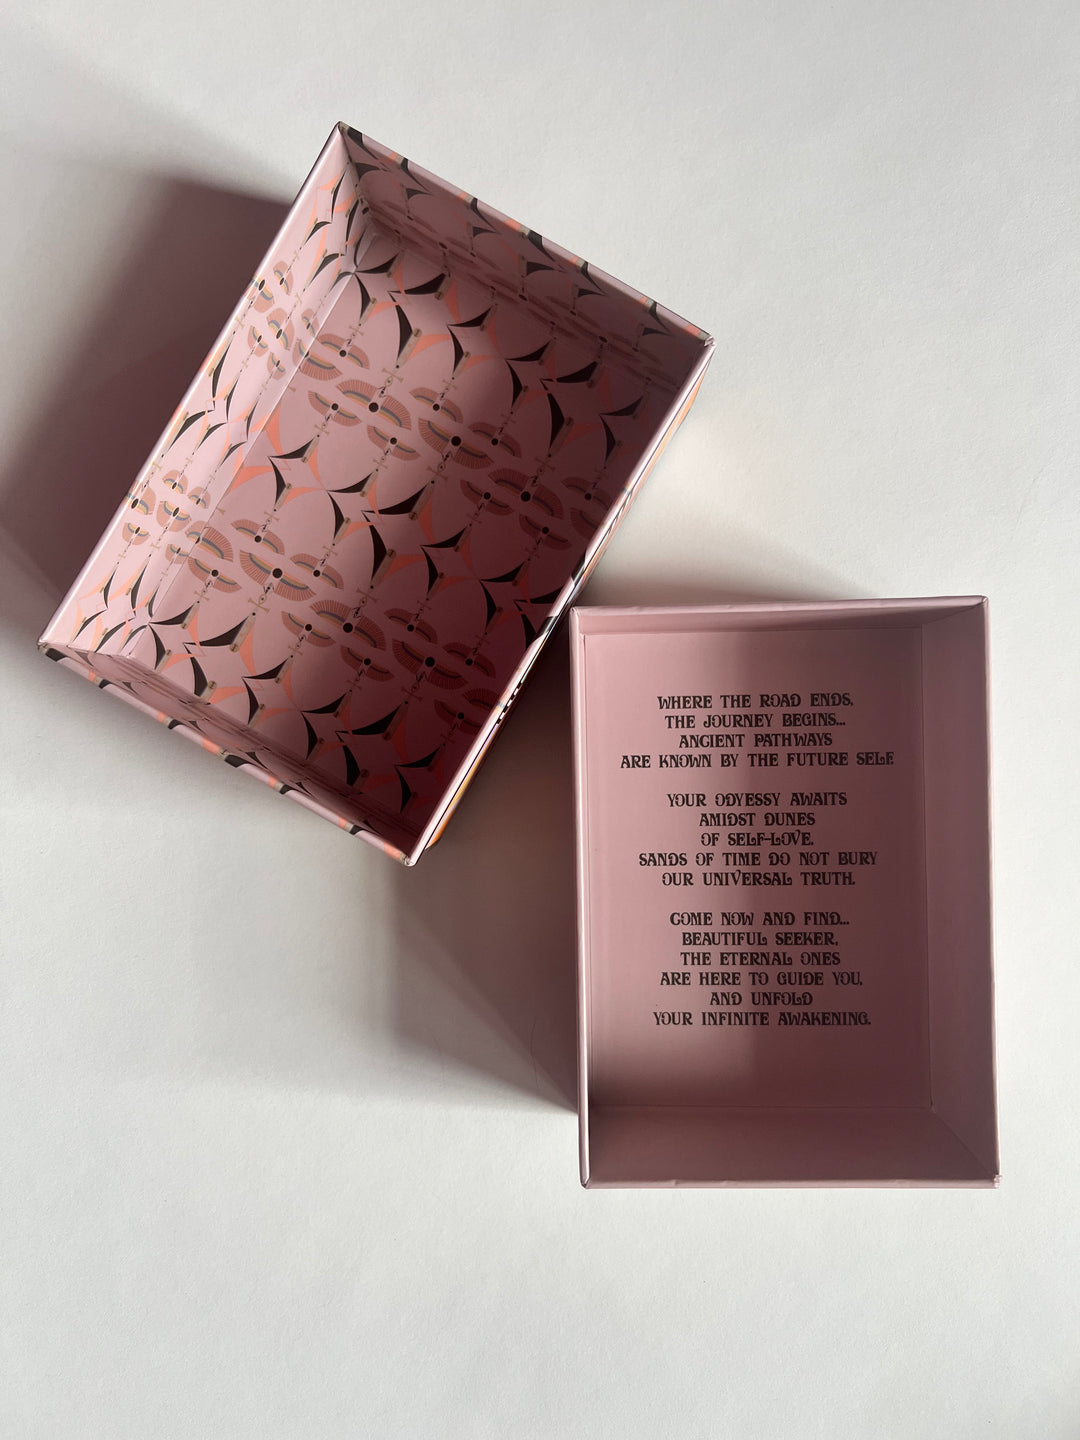 WHERE THE ROAD ENDS,
THE JOURNEY BEGINS...
ANCIENT PATHWAYS
ARE KNOWN BY THE FUTURE SELF.
YOUR ODYESSY AWAITS
AMIDST DUNES
OF SELF-LOVE.
SANDS OF TIME DO NOT BURY
OUR UNIVERSAL TRUTH.
COME NOW AND FIND...
BEAUTIFUL SEEKER,
THE ETERNAL ONES
ARE HERE TO GUIDE YOU,
AND UNFOLD
YOUR INFINITE AWAKENING.